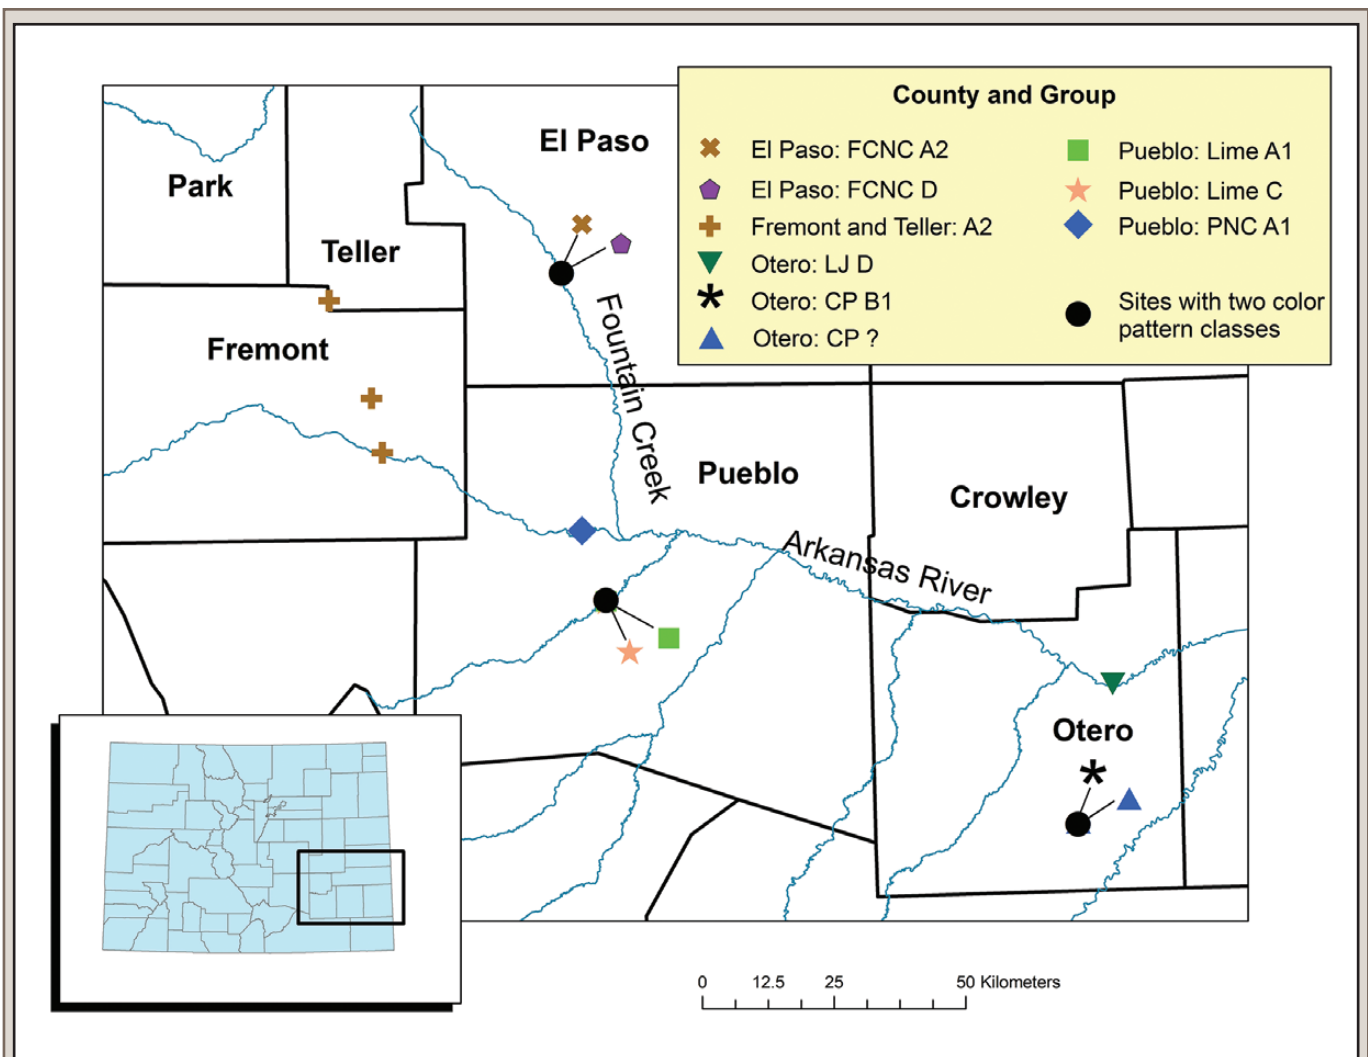 County and Group
El Paso: FCNC A2
El Paso: FCNC D
Fremont and Teller: A2
Otero: LJ D
Otero: CP B1
Otero: CP ?
Pueblo: Lime A1
Pueblo: Lime C
Pueblo: PNC A1
Sites with two color
pattern classes
El Paso
Park
Teller
Fremont
Fountain Creek
Pueblo
Crowley
Arkansas River
Otero
0 12.5 25 50 Kilometers